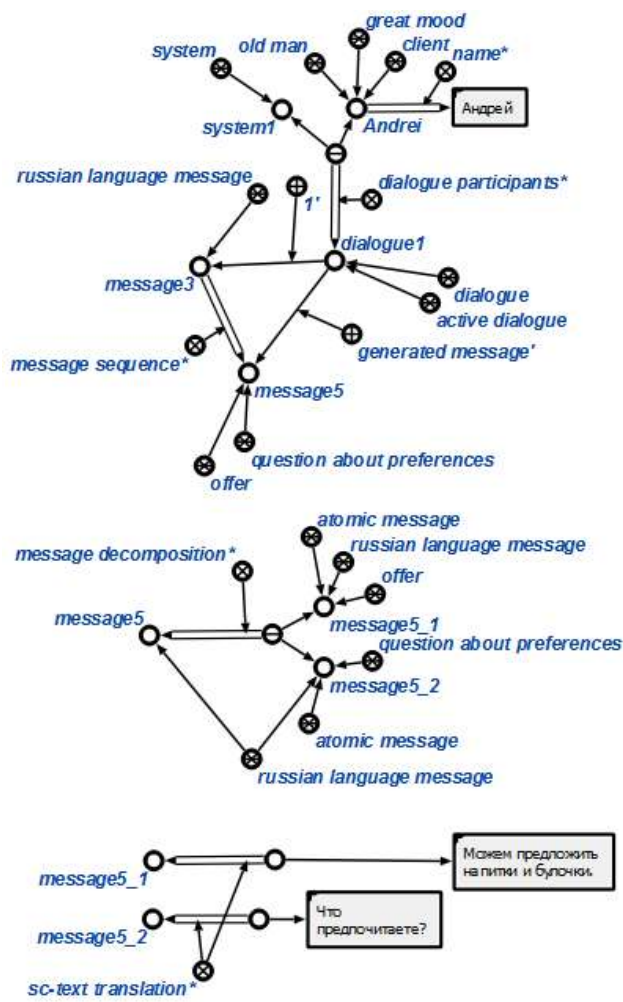 great mood
system
old man
client
name*
Андрей
system1
Andrei
russian language message
1'
dialogue participants*
dialogue1
message3
dialogue
active dialogue
message sequence*
generated message'
message5
question about preferences
offer
atomic message
message decomposition*
russian language message
offer
message5
message5_1
question about preferences
message5_2
atomic message
russian language message
Можем предложить
напитки и булочки.
message5_1
Что
предпочитаете?
message5_2
sc-text translation*